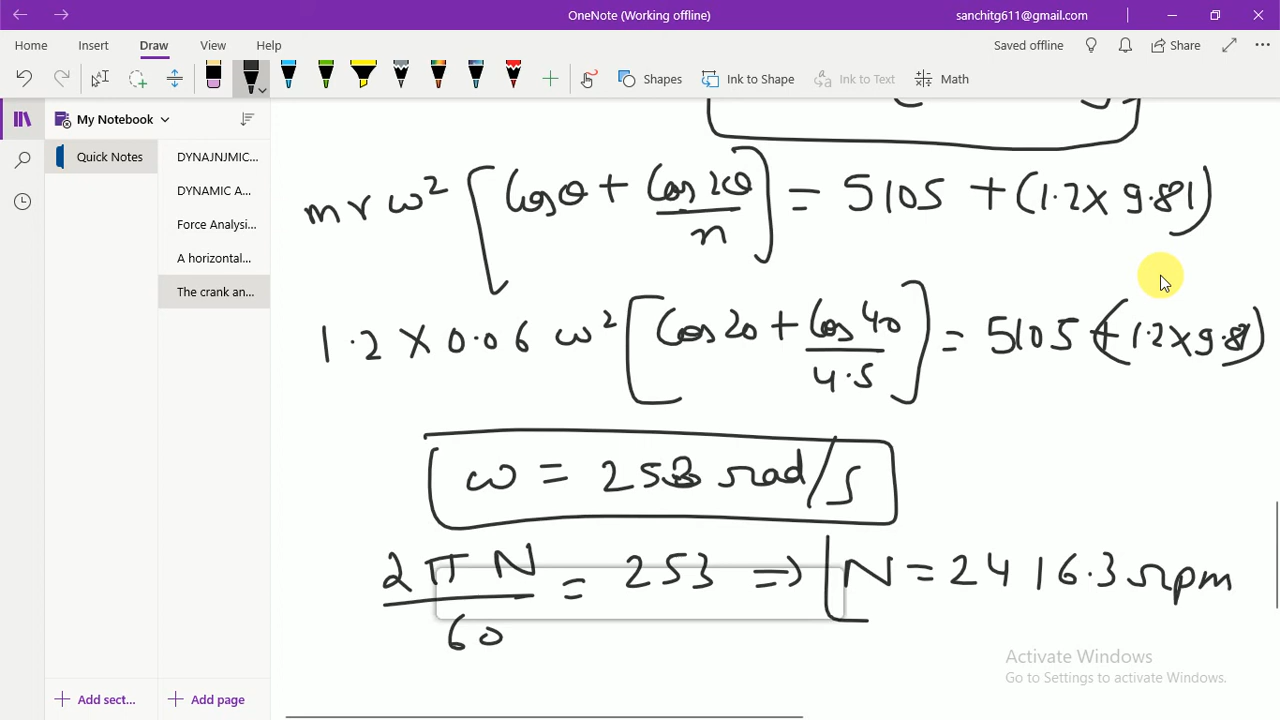 OneNote (Working offline)
sanchitg611@gmail.com
Home Insert Draw View Help
Saved offline
Share
Shapes
Ink to Shape
Ink to Text
Math
My Notebook
Quick Notes
DYNAJNJMIC...
DYNAMIC A...
Force Analysi...
A horizontal...
The crank an...
mrω² [Cosθ + Cos2θ/n] = 5105 + (1.2 × 9.81)
1.2 × 0.06 ω² [Cos20 + Cos40/4.5] = 5105 + (1.2×9.81)
ω = 253 rad/s
2πN/60 = 253 => N = 2416.3 rpm
Activate Windows
Go to Settings to activate Windows.
Add sect...
Add page